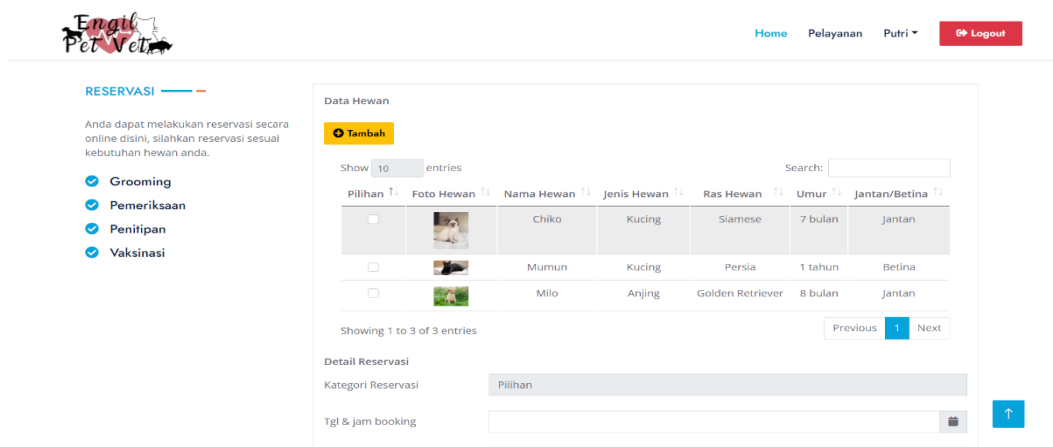 Engil
Pet Vet
Home Pelayanan Putri Logout
RESERVASI
Anda dapat melakukan reservasi secara
online disini, silahkan reservasi sesuai
kebutuhan hewan anda.
Grooming
Pemeriksaan
Penitipan
Vaksinasi
Data Hewan
Tambah
Show 10 entries Search:
Pilihan Foto Hewan Nama Hewan Jenis Hewan Ras Hewan Umur Jantan/Betina
Chiko Kucing Siamese 7 bulan Jantan
Mumun Kucing Persia 1 tahun Betina
Milo Anjing Golden Retriever 8 bulan Jantan
Showing 1 to 3 of 3 entries Previous 1 Next
Detail Reservasi
Kategori Reservasi Pilihan
Tgl & jam booking